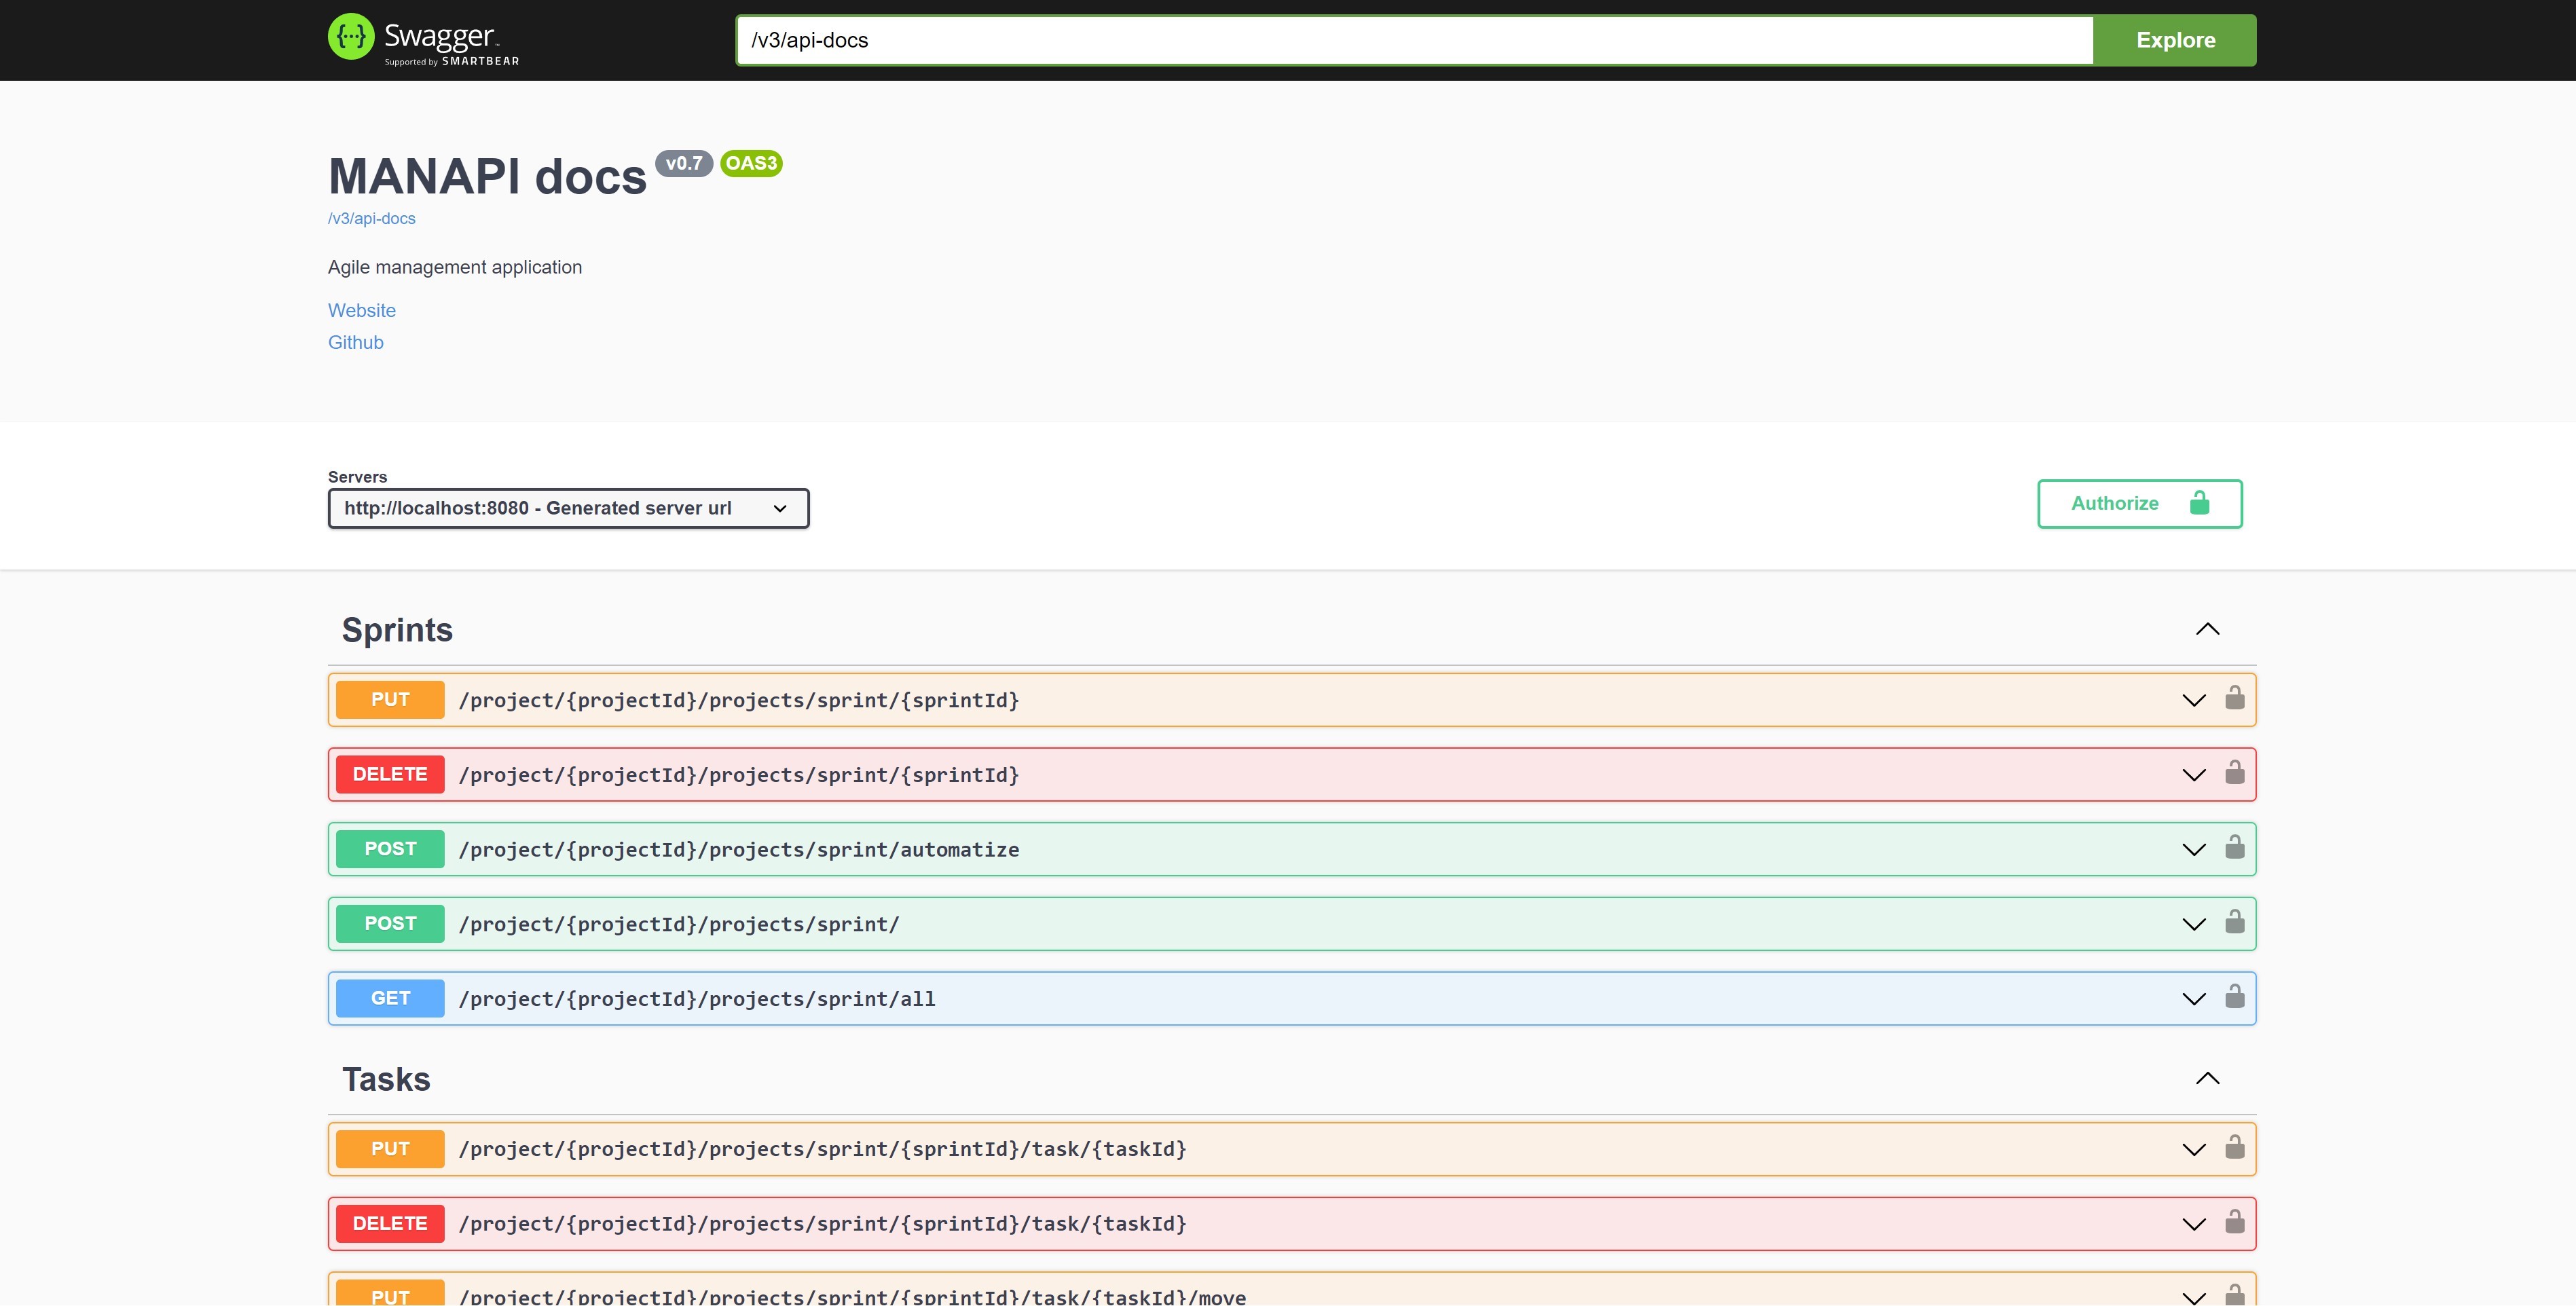 Swagger™
Supported by SMARTBEAR
/v3/api-docs
Explore
MANAPI docs v0.7 OAS3
/v3/api-docs
Agile management application
Website
Github
Servers
http://localhost:8080 - Generated server url
Authorize
Sprints
PUT /project/{projectId}/projects/sprint/{sprintId}
DELETE /project/{projectId}/projects/sprint/{sprintId}
POST /project/{projectId}/projects/sprint/automatize
POST /project/{projectId}/projects/sprint/
GET /project/{projectId}/projects/sprint/all
Tasks
PUT /project/{projectId}/projects/sprint/{sprintId}/task/{taskId}
DELETE /project/{projectId}/projects/sprint/{sprintId}/task/{taskId}
PUT /project/{projectId}/projects/sprint/{sprintId}/task/{taskId}/move